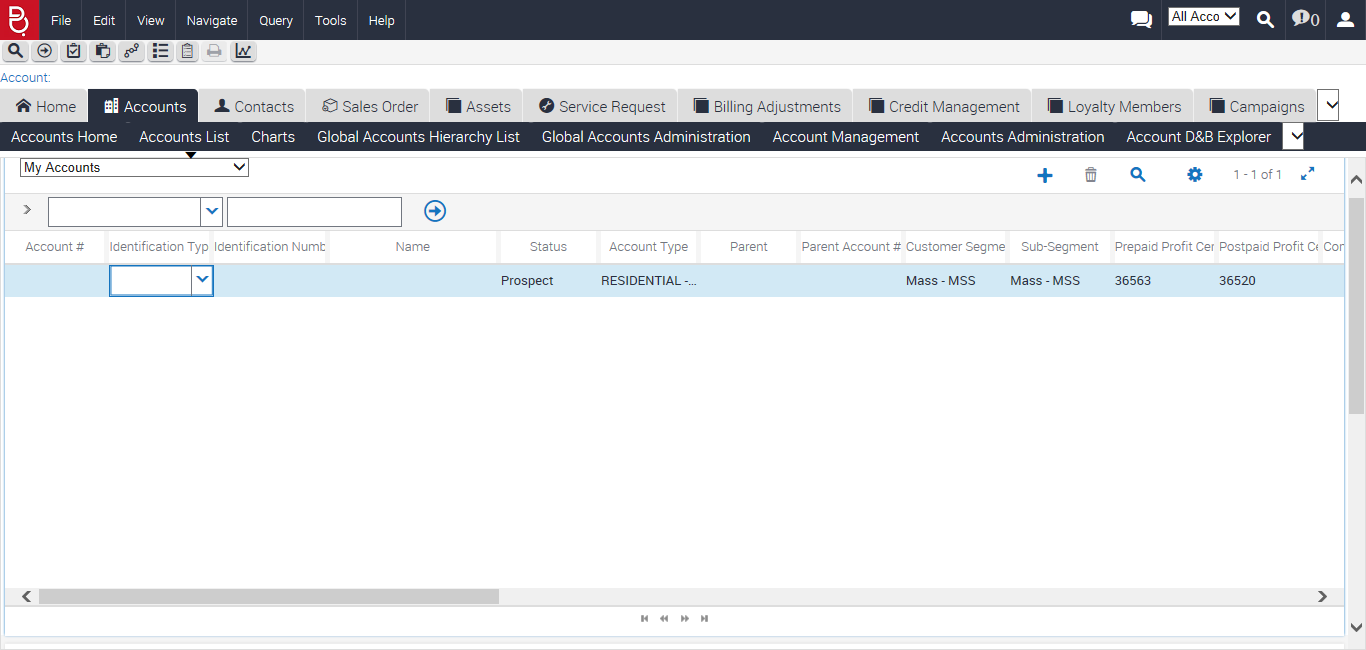 File Edit View Navigate Query Tools Help All Acco 0
Account:
Home Accounts Contacts Sales Order Assets Service Request Billing Adjustments Credit Management Loyalty Members Campaigns
Accounts Home Accounts List Charts Global Accounts Hierarchy List Global Accounts Administration Account Management Accounts Administration Account D&B Explorer
My Accounts 1 - 1 of 1
Account # Identification Typ Identification Numb Name Status Account Type Parent Parent Account # Customer Segme Sub-Segment Prepaid Profit Cer Postpaid Profit Ce Con
Prospect RESIDENTIAL -... Mass - MSS Mass - MSS 36563 36520